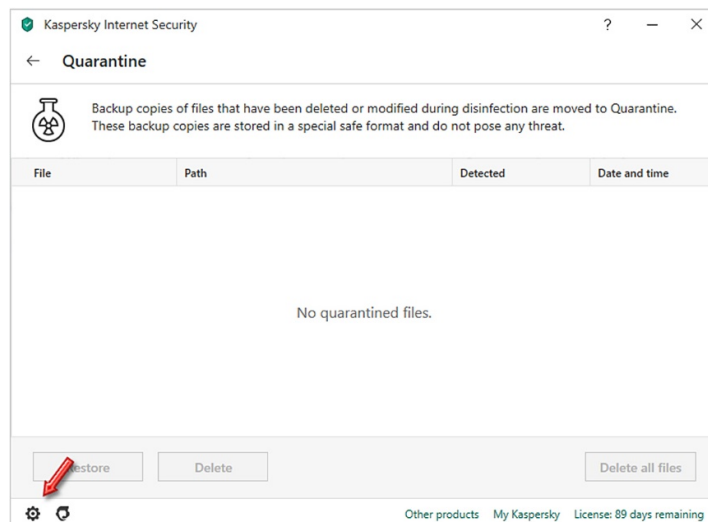 Kaspersky Internet Security
?
Quarantine
Backup copies of files that have been deleted or modified during disinfection are moved to Quarantine.
These backup copies are stored in a special safe format and do not pose any threat.
File Path Detected Date and time
No quarantined files.
Restore Delete Delete all files
Other products My Kaspersky License: 89 days remaining